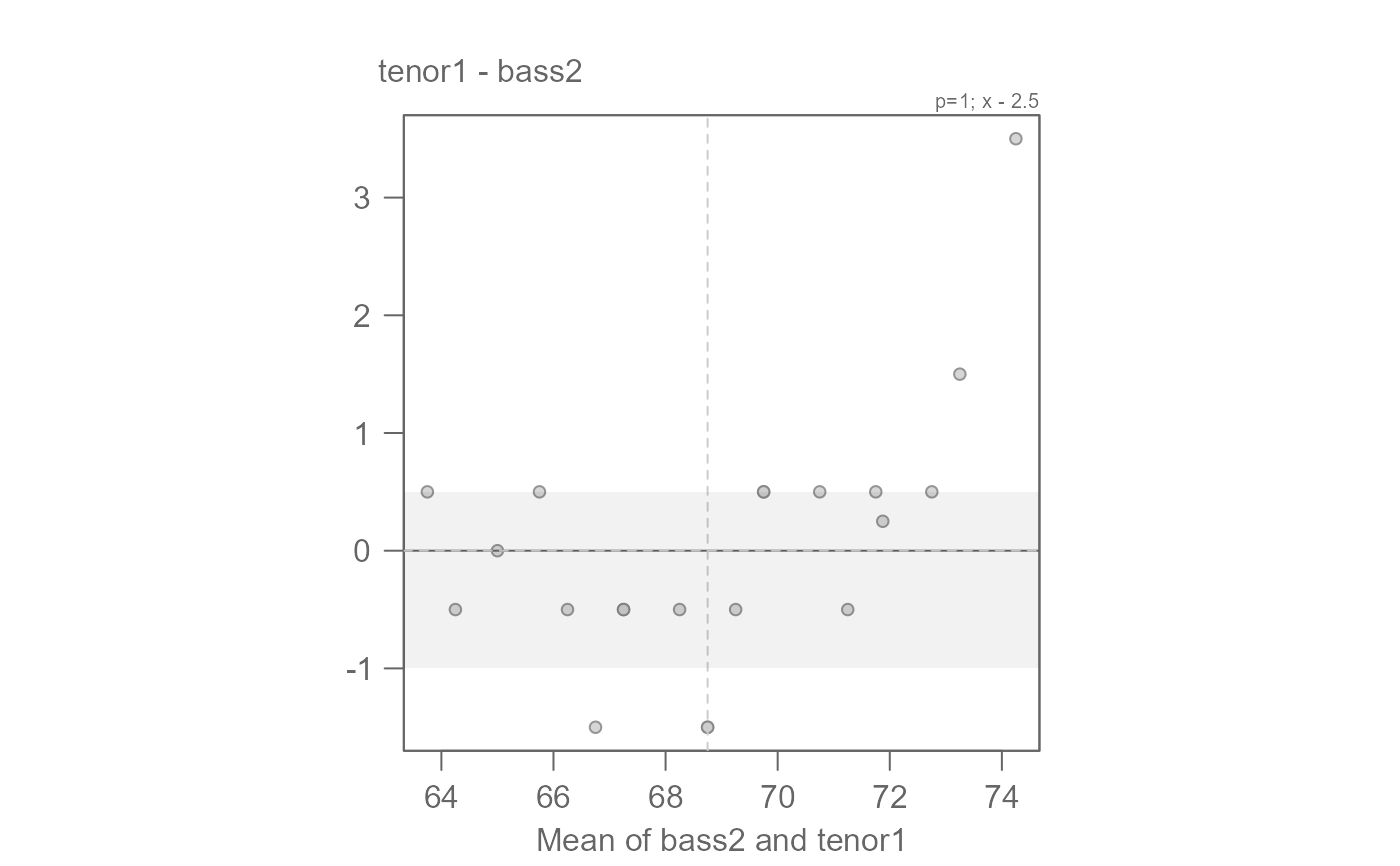 tenor1 - bass2
p=1; x - 2.5
3
2
1
0
-1
64 66 68 70 72 74
Mean of bass2 and tenor1